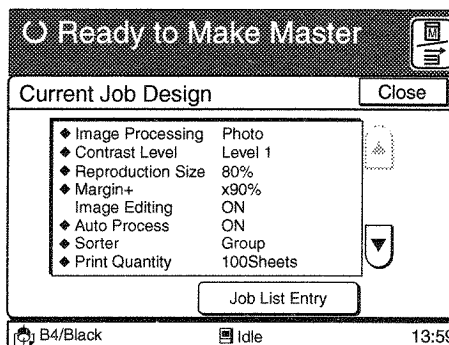 Ready to Make Master
M
Current Job Design Close
◆ Image Processing Photo
◆ Contrast Level Level 1
◆ Reproduction Size 80%
◆ Margin+ x90%
Image Editing ON
◆ Auto Process ON
◆ Sorter Group
◆ Print Quantity 100Sheets
Job List Entry
B4/Black Idle 13:59